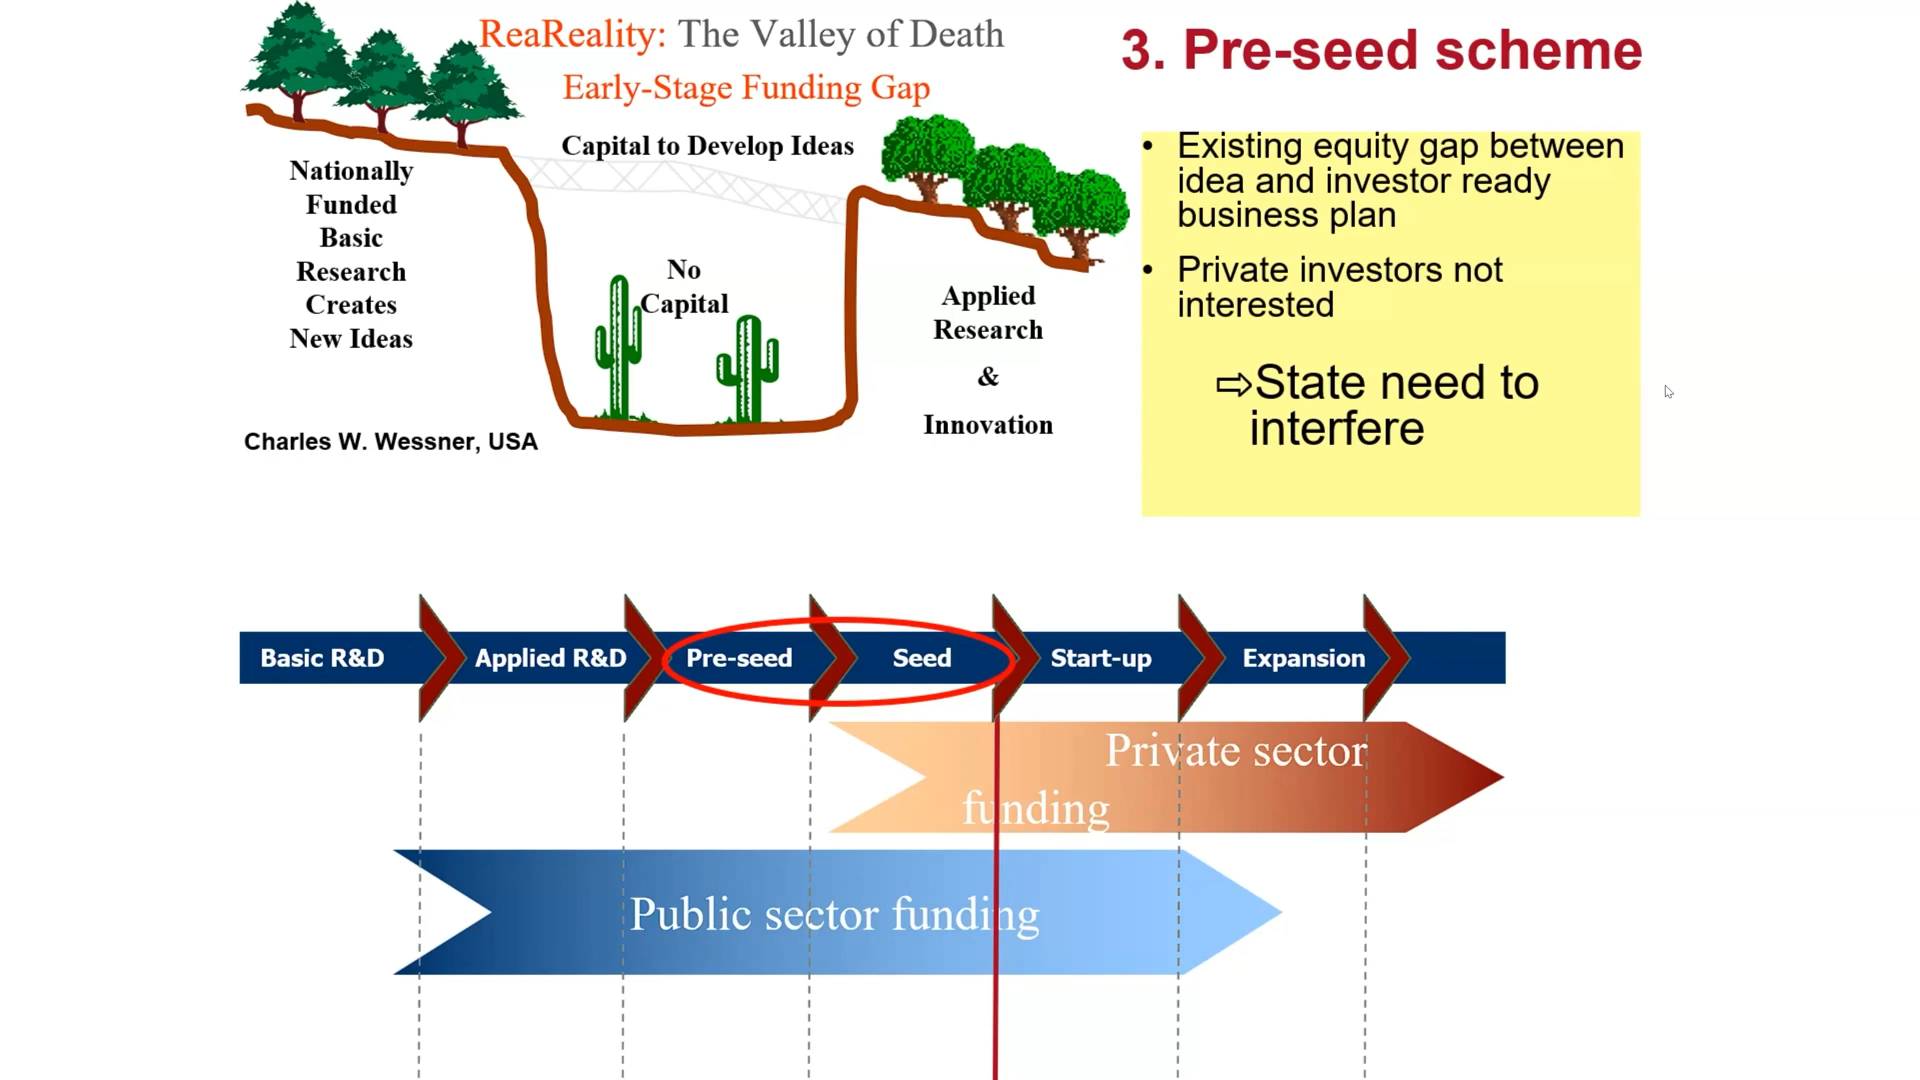 ReaReality: The Valley of Death
Early-Stage Funding Gap
Capital to Develop Ideas
Nationally
Funded
Basic
Research
Creates
New Ideas
No
Capital
Applied
Research
&
Innovation
Charles W. Wessner, USA
3. Pre-seed scheme
• Existing equity gap between
idea and investor ready
business plan
• Private investors not
interested
⇨State need to
interfere
Basic R&D
Applied R&D
Pre-seed
Seed
Start-up
Expansion
Private sector
funding
Public sector funding